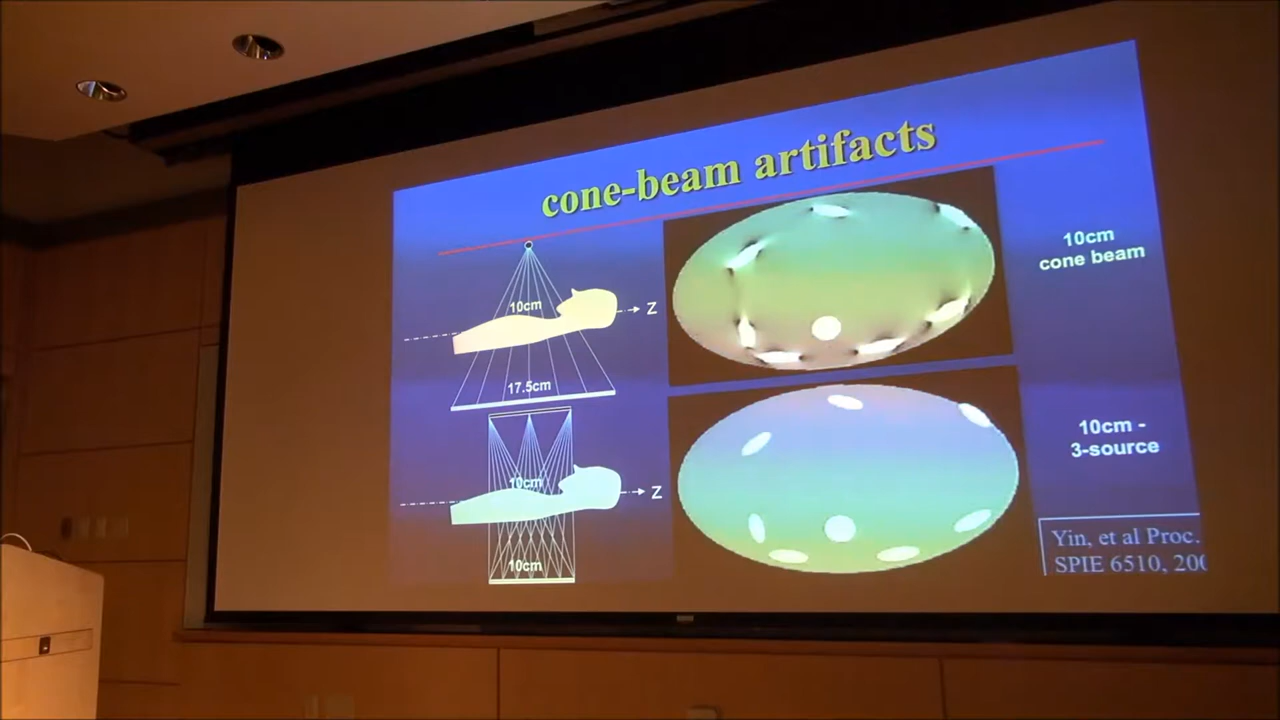 cone-beam artifacts
10cm
Z
17.5cm
10cm
cone beam
10cm
Z
10cm
10cm -
3-source
Yin, et al Proc.
SPIE 6510, 200